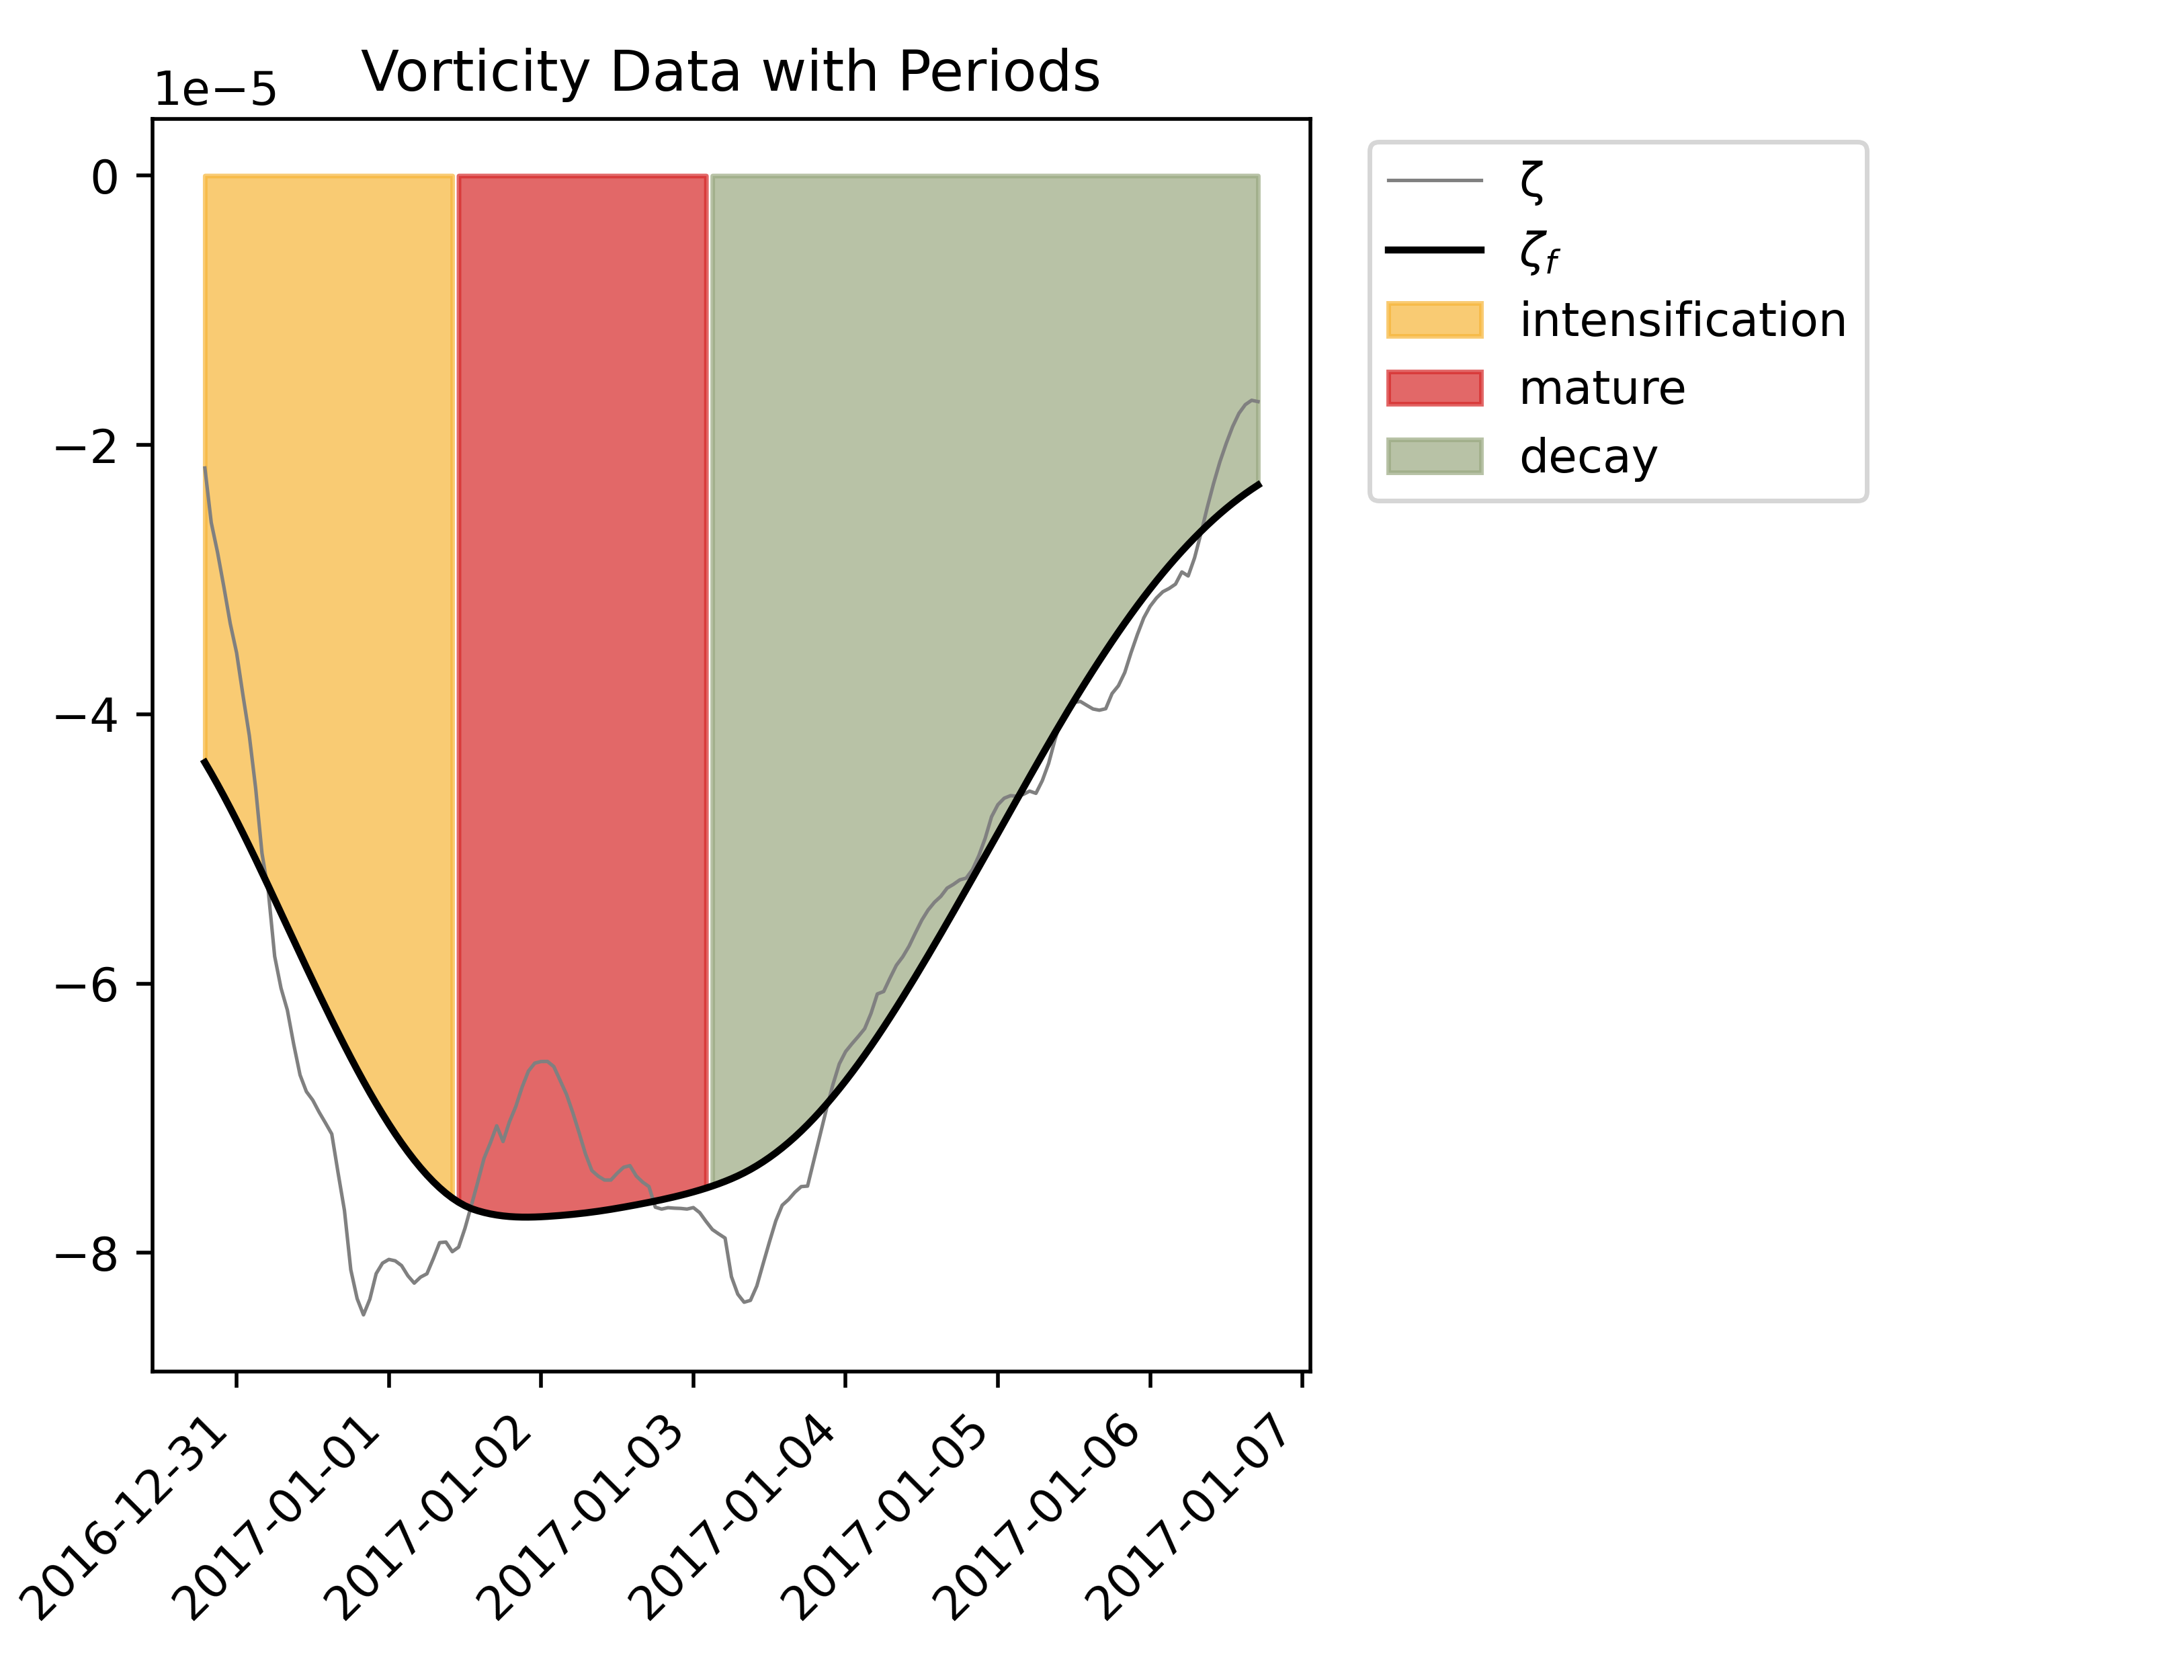 Vorticity Data with Periods
1e−5
0
−2
−4
−6
−8
2016-12-31
2017-01-01
2017-01-02
2017-01-03
2017-01-04
2017-01-05
2017-01-06
2017-01-07
ζ
ζf
intensification
mature
decay